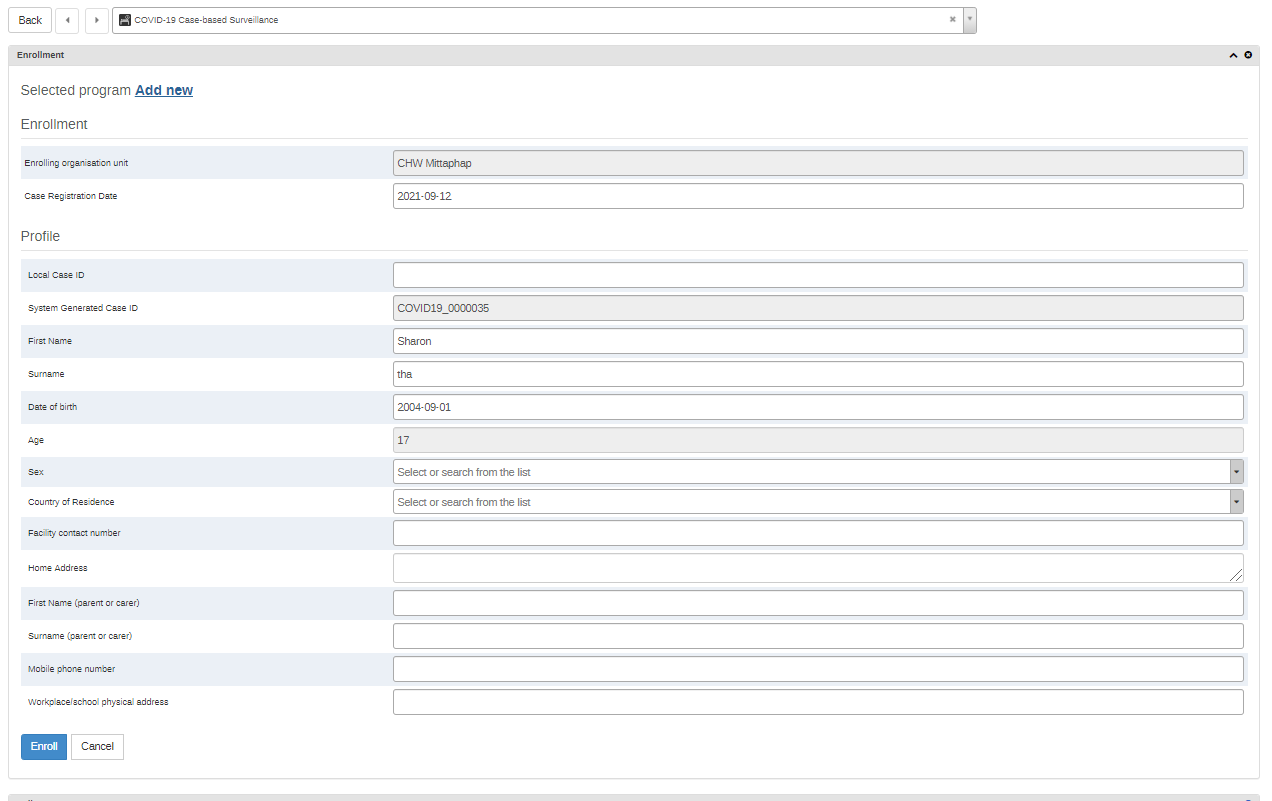 Back
COVID-19 Case-based Surveillance
Enrollment
Selected program Add new
Enrollment
Enrolling organisation unit CHW Mittaphap
Case Registration Date 2021-09-12
Profile
Local Case ID
System Generated Case ID COVID19_0000035
First Name Sharon
Surname tha
Date of birth 2004-09-01
Age 17
Sex Select or search from the list
Country of Residence Select or search from the list
Facility contact number
Home Address
First Name (parent or carer)
Surname (parent or carer)
Mobile phone number
Workplace/school physical address
Enroll Cancel